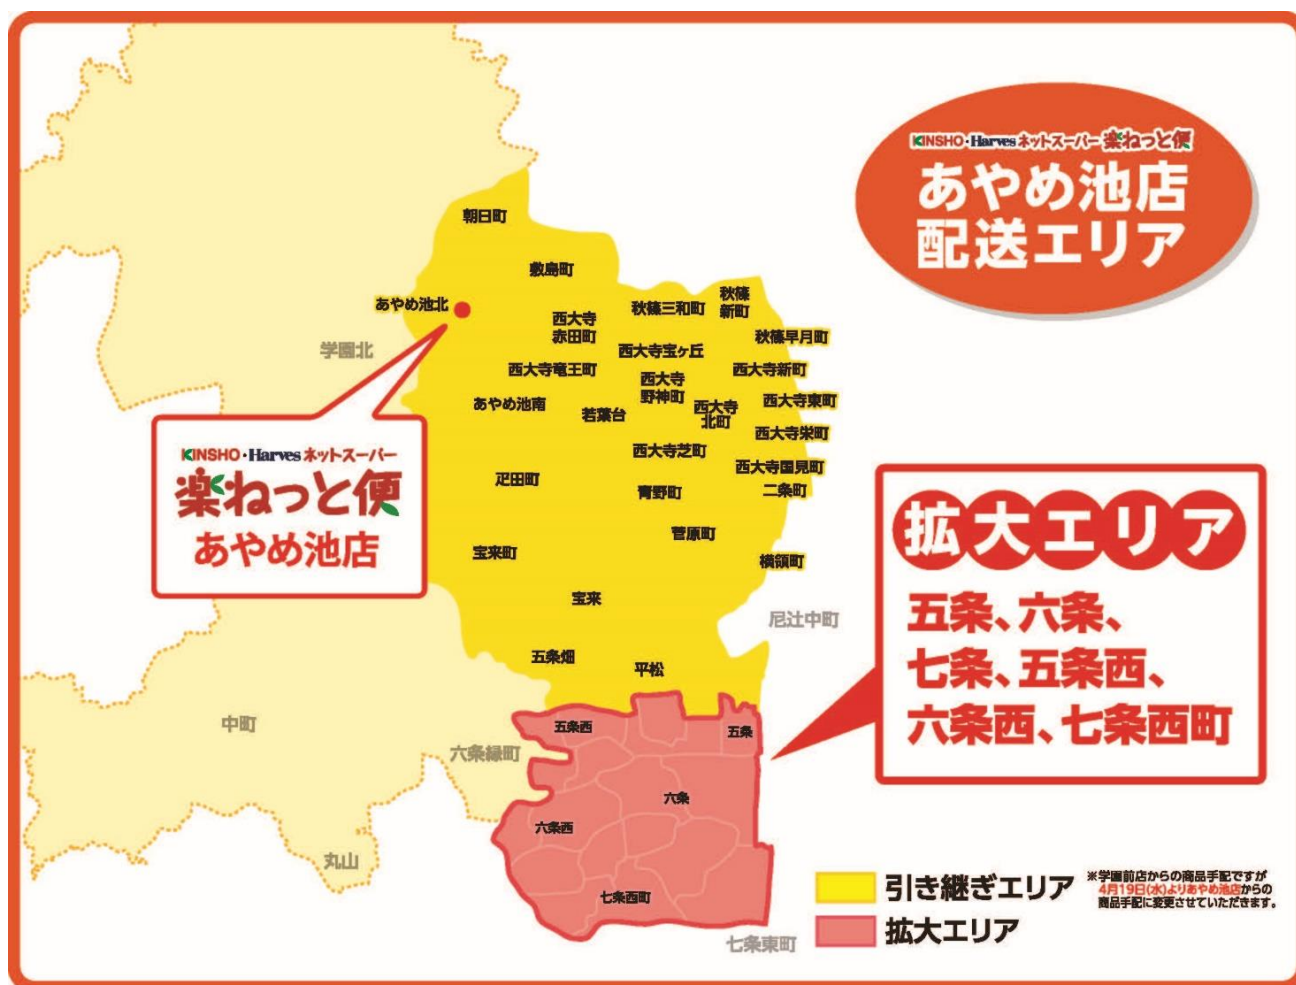 KINSHO・Harves ネットスーパー 楽ねっと便
あやめ池店
配送エリア
朝日町
敷島町
あやめ池北
西大寺
赤田町
秋篠三和町
秋篠
新町
秋篠早月町
学園北
西大寺宝ヶ丘
西大寺竜王町
西大寺
野神町
西大寺新町
あやめ池南
若葉台
西大寺
北町
西大寺東町
西大寺栄町
西大寺芝町
西大寺国見町
疋田町
青野町
二条町
菅原町
宝来町
横領町
宝来
尼辻中町
五条畑
平松
KINSHO・Harves ネットスーパー
楽ねっと便
あやめ池店
拡大エリア
五条、六条、
七条、五条西、
六条西、七条西町
中町
六条緑町
五条西
五条
六条
六条西
丸山
七条西町
七条東町
引き継ぎエリア
※学園前店からの商品手配ですが
4月19日(水)よりあやめ池店からの
商品手配に変更させていただきます。
拡大エリア